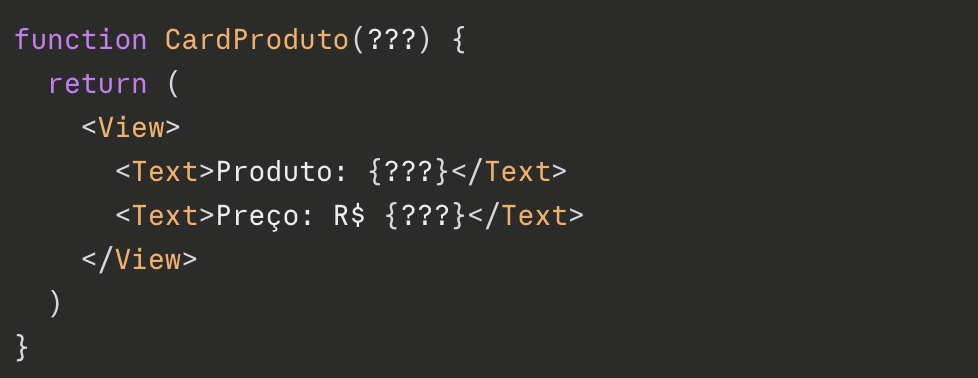 function CardProduto(???) {
  return (
    <View>
      <Text>Produto: {???}</Text>
      <Text>Preço: R$ {???}</Text>
    </View>
  )
}